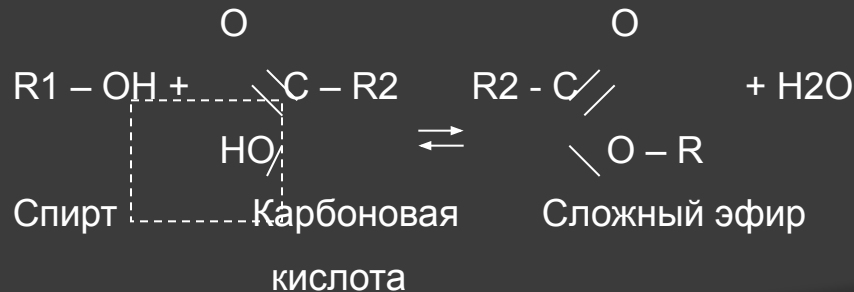 O O
R1 – OH + C – R2 R2 - C + H2O
HO O – R
Спирт Карбоновая Сложный эфир
кислота